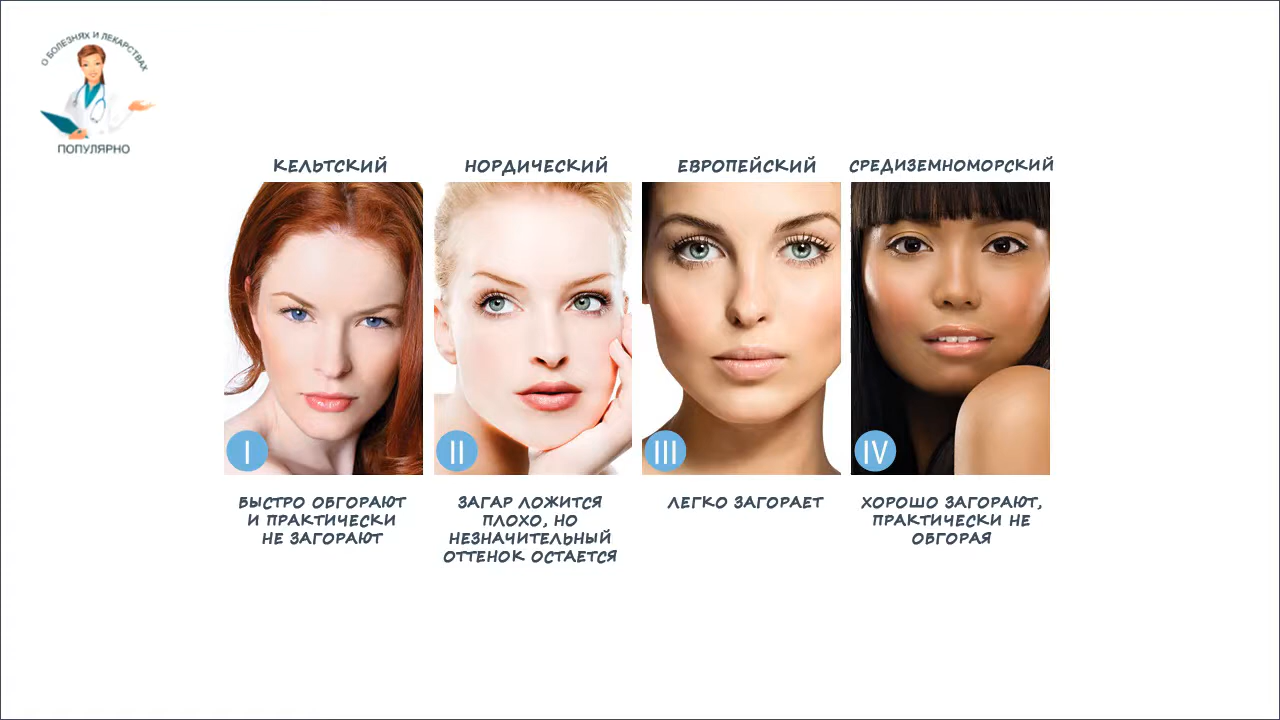 О БОЛЕЗНЯХ И ЛЕКАРСТВАХ
ПОПУЛЯРНО
КЕЛЬТСКИЙ
НОРДИЧЕСКИЙ
ЕВРОПЕЙСКИЙ
СРЕДИЗЕМНОМОРСКИЙ
I
II
III
IV
БЫСТРО ОБГОРАЮТ
И ПРАКТИЧЕСКИ
НЕ ЗАГОРАЮТ
ЗАГАР ЛОЖИТСЯ
ПЛОХО, НО
НЕЗНАЧИТЕЛЬНЫЙ
ОТТЕНОК ОСТАЕТСЯ
ЛЕГКО ЗАГОРАЕТ
ХОРОШО ЗАГОРАЮТ,
ПРАКТИЧЕСКИ НЕ
ОБГОРАЯ